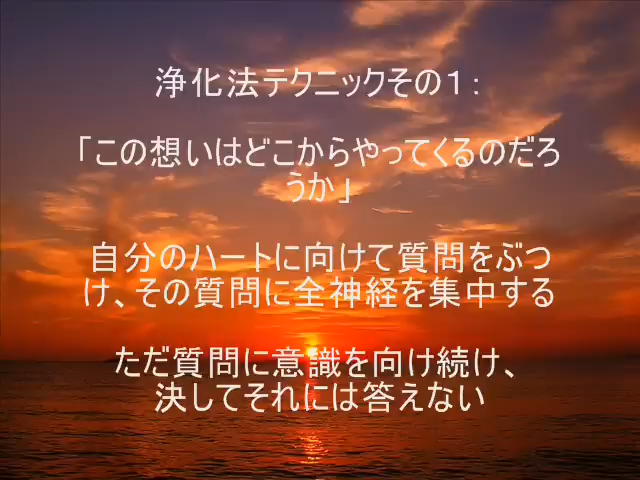 浄化法テクニックその１：
「この想いはどこからやってくるのだろ
うか」
自分のハートに向けて質問をぶつ
け、その質問に全神経を集中する
ただ質問に意識を向け続け、
決してそれには答えない